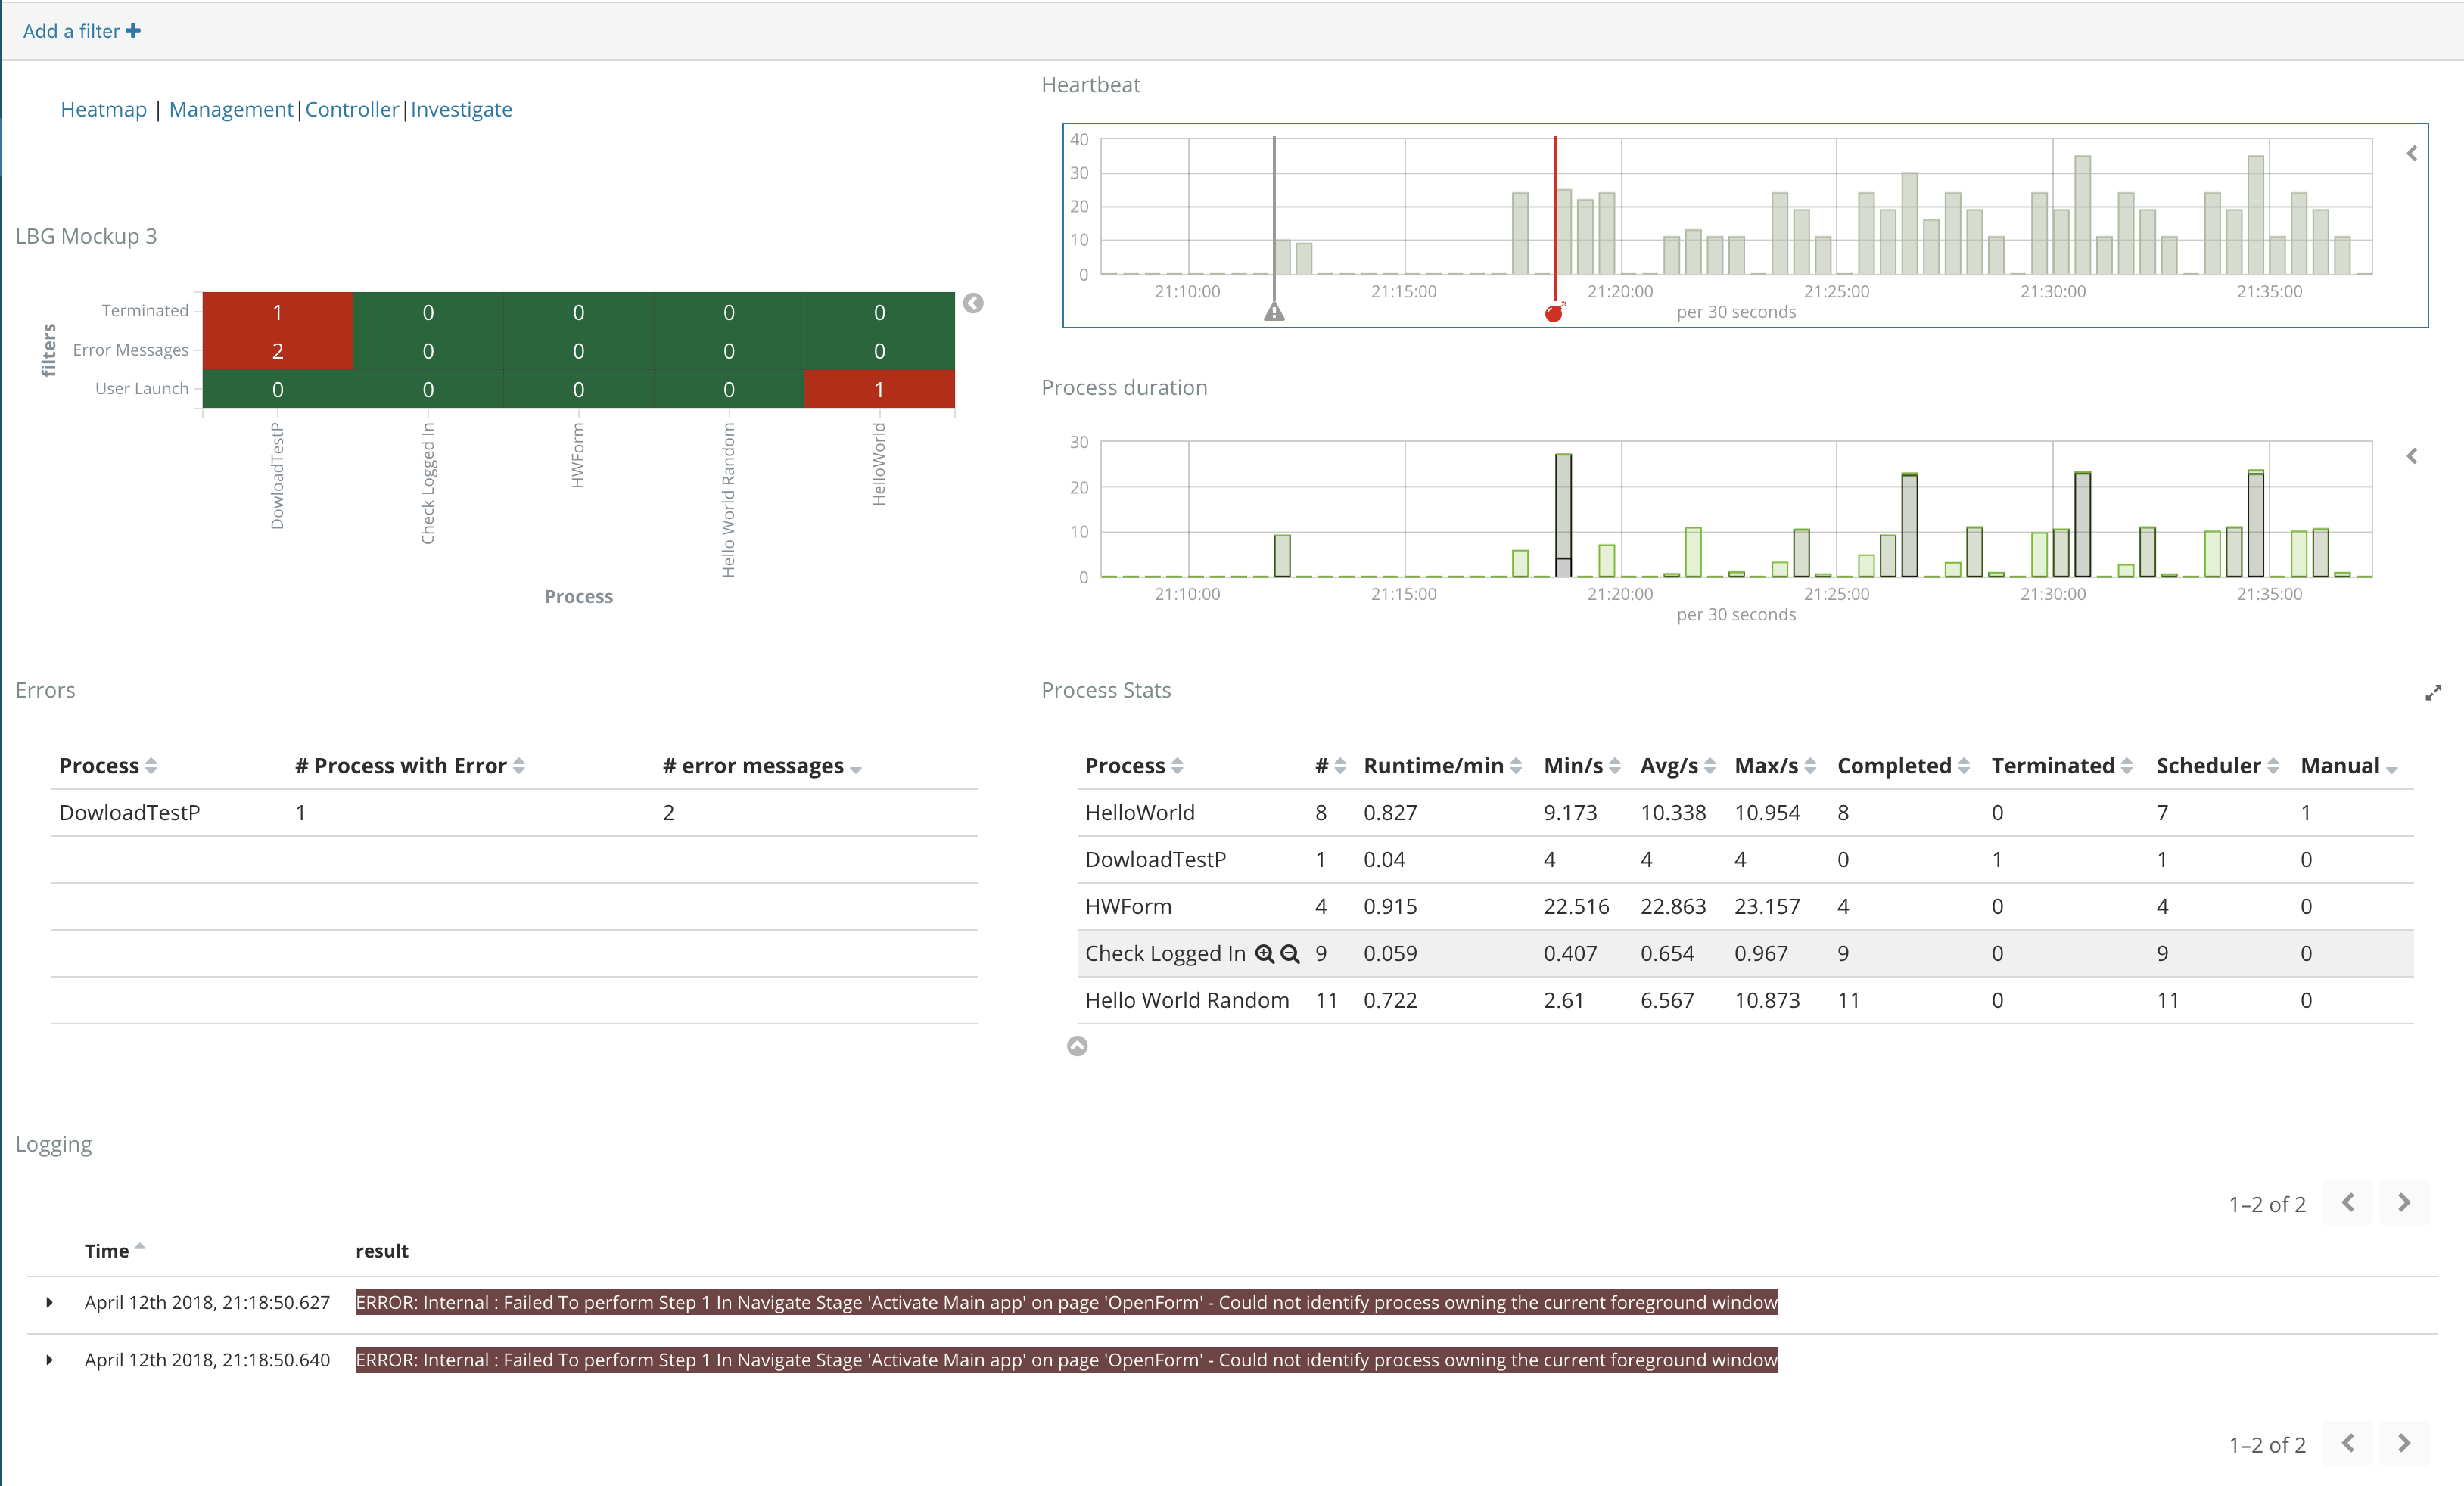 Add a filter
Heatmap | Management|Controller|Investigate
LBG Mockup 3
filters
Terminated 1 0 0 0 0
Error Messages 2 0 0 0 0
User Launch 0 0 0 0 1
DowloadTestP
Check Logged In
HWForm
Hello World Random
HelloWorld
Process
Heartbeat
40
30
20
10
0
21:10:00 21:15:00 21:20:00 21:25:00 21:30:00 21:35:00
per 30 seconds
Process duration
30
20
10
0
21:10:00 21:15:00 21:20:00 21:25:00 21:30:00 21:35:00
per 30 seconds
Errors
Process # Process with Error # error messages
DowloadTestP 1 2
Process Stats
Process # Runtime/min Min/s Avg/s Max/s Completed Terminated Scheduler Manual
HelloWorld 8 0.827 9.173 10.338 10.954 8 0 7 1
DowloadTestP 1 0.04 4 4 4 0 1 1 0
HWForm 4 0.915 22.516 22.863 23.157 4 0 4 0
Check Logged In 9 0.059 0.407 0.654 0.967 9 0 9 0
Hello World Random 11 0.722 2.61 6.567 10.873 11 0 11 0
Logging
1–2 of 2
Time result
April 12th 2018, 21:18:50.627 ERROR: Internal : Failed To perform Step 1 In Navigate Stage 'Activate Main app' on page 'OpenForm' - Could not identify process owning the current foreground window
April 12th 2018, 21:18:50.640 ERROR: Internal : Failed To perform Step 1 In Navigate Stage 'Activate Main app' on page 'OpenForm' - Could not identify process owning the current foreground window
1–2 of 2